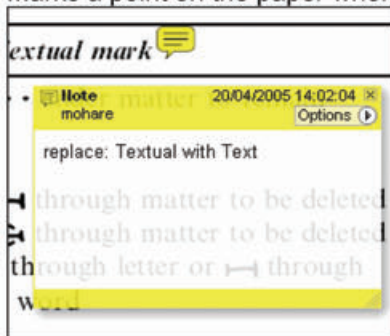 Marks a point on the paper where
extual mark
Note 20/04/2005 14:02:04
mohare Options
matter
replace: Textual with Text
through matter to be deleted
through matter to be deleted
through letter or through
word